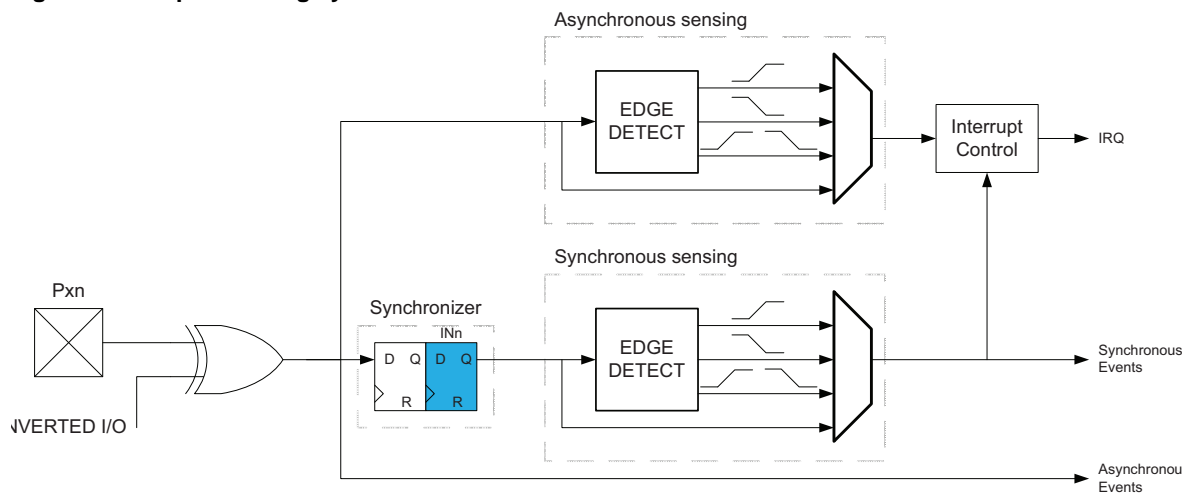 Asynchronous sensing
EDGE
DETECT
Interrupt
Control
IRQ
Synchronous sensing
Pxn
Synchronizer
INn
D Q D Q
R R
EDGE
DETECT
Synchronous
Events
NVERTED I/O
Asynchronou
Events